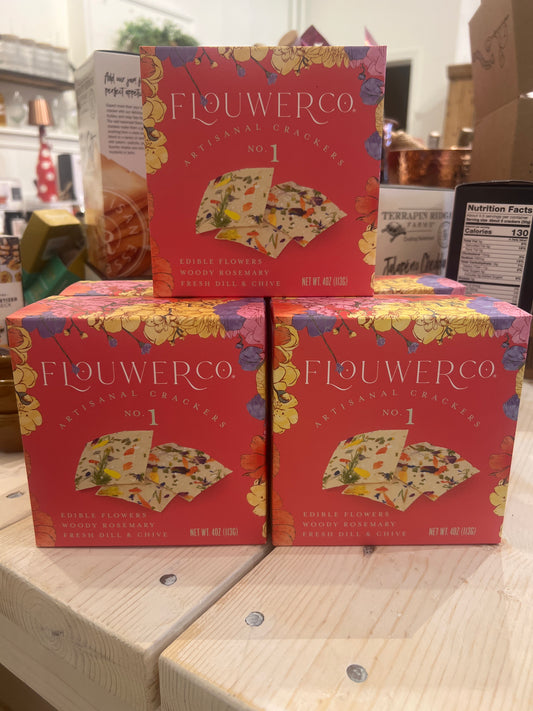 FLOUWERCO®
ARTISANAL CRACKERS
NO. 1
EDIBLE FLOWERS
WOODY ROSEMARY
FRESH DILL & CHIVE
NET WT. 4OZ (113G)
TERRAPIN RIDGE
FARMS
Jalapeno
Nutrition Facts
Calories 130
FLOUWERCO®
ARTISANAL CRACKERS
NO. 1
EDIBLE FLOWERS
WOODY ROSEMARY
FRESH DILL & CHIVE
NET WT. 4OZ (113G)
FLOUWERCO®
ARTISANAL CRACKERS
NO. 1
EDIBLE FLOWERS
WOODY ROSEMARY
FRESH DILL & CHIVE
NET WT. 4OZ (113G)